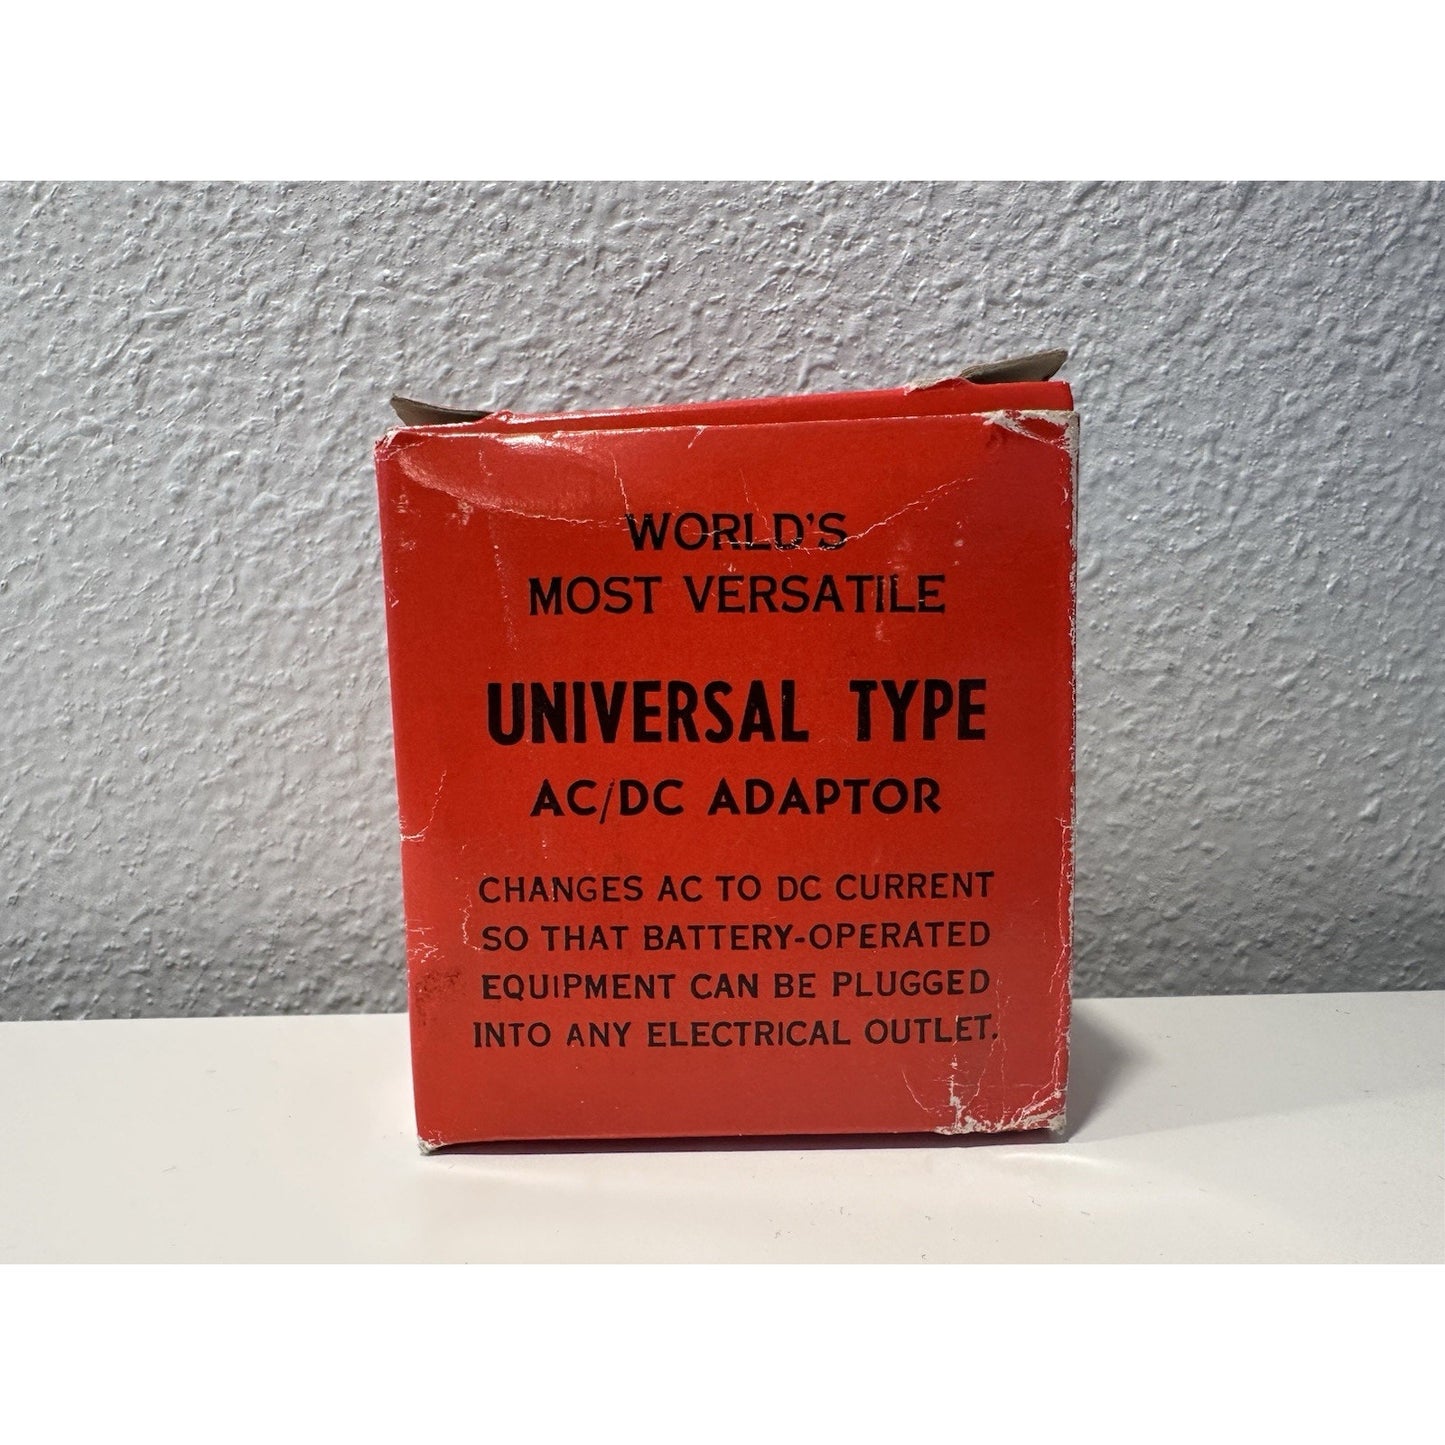 WORLD'S
MOST VERSATILE
UNIVERSAL TYPE
AC/DC ADAPTOR
CHANGES AC TO DC CURRENT
SO THAT BATTERY-OPERATED
EQUIPMENT CAN BE PLUGGED
INTO ANY ELECTRICAL OUTLET.